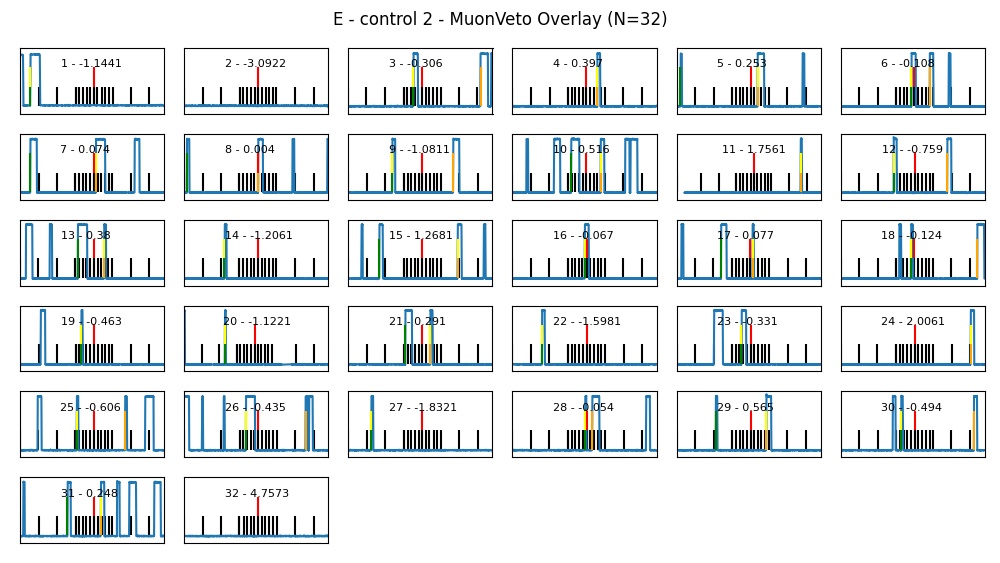 E - control 2 - MuonVeto Overlay (N=32)
1 - -1.1441
2 - -3.0922
3 - -0.306
4 - 0.397
5 - 0.253
6 - -0.108
7 - 0.074
8 - 0.004
9 - -1.0811
10 - 0.516
11 - 1.7561
12 - -0.759
13 - 0.38
14 - -1.2061
15 - 1.2681
16 - -0.067
17 - 0.077
18 - -0.124
19 - -0.463
20 - -1.1221
21 - 0.291
22 - -1.5981
23 - -0.331
24 - 2.0061
25 - -0.606
26 - -0.435
27 - -1.8321
28 - -0.054
29 - 0.565
30 - -0.494
31 - 0.248
32 - 4.7573